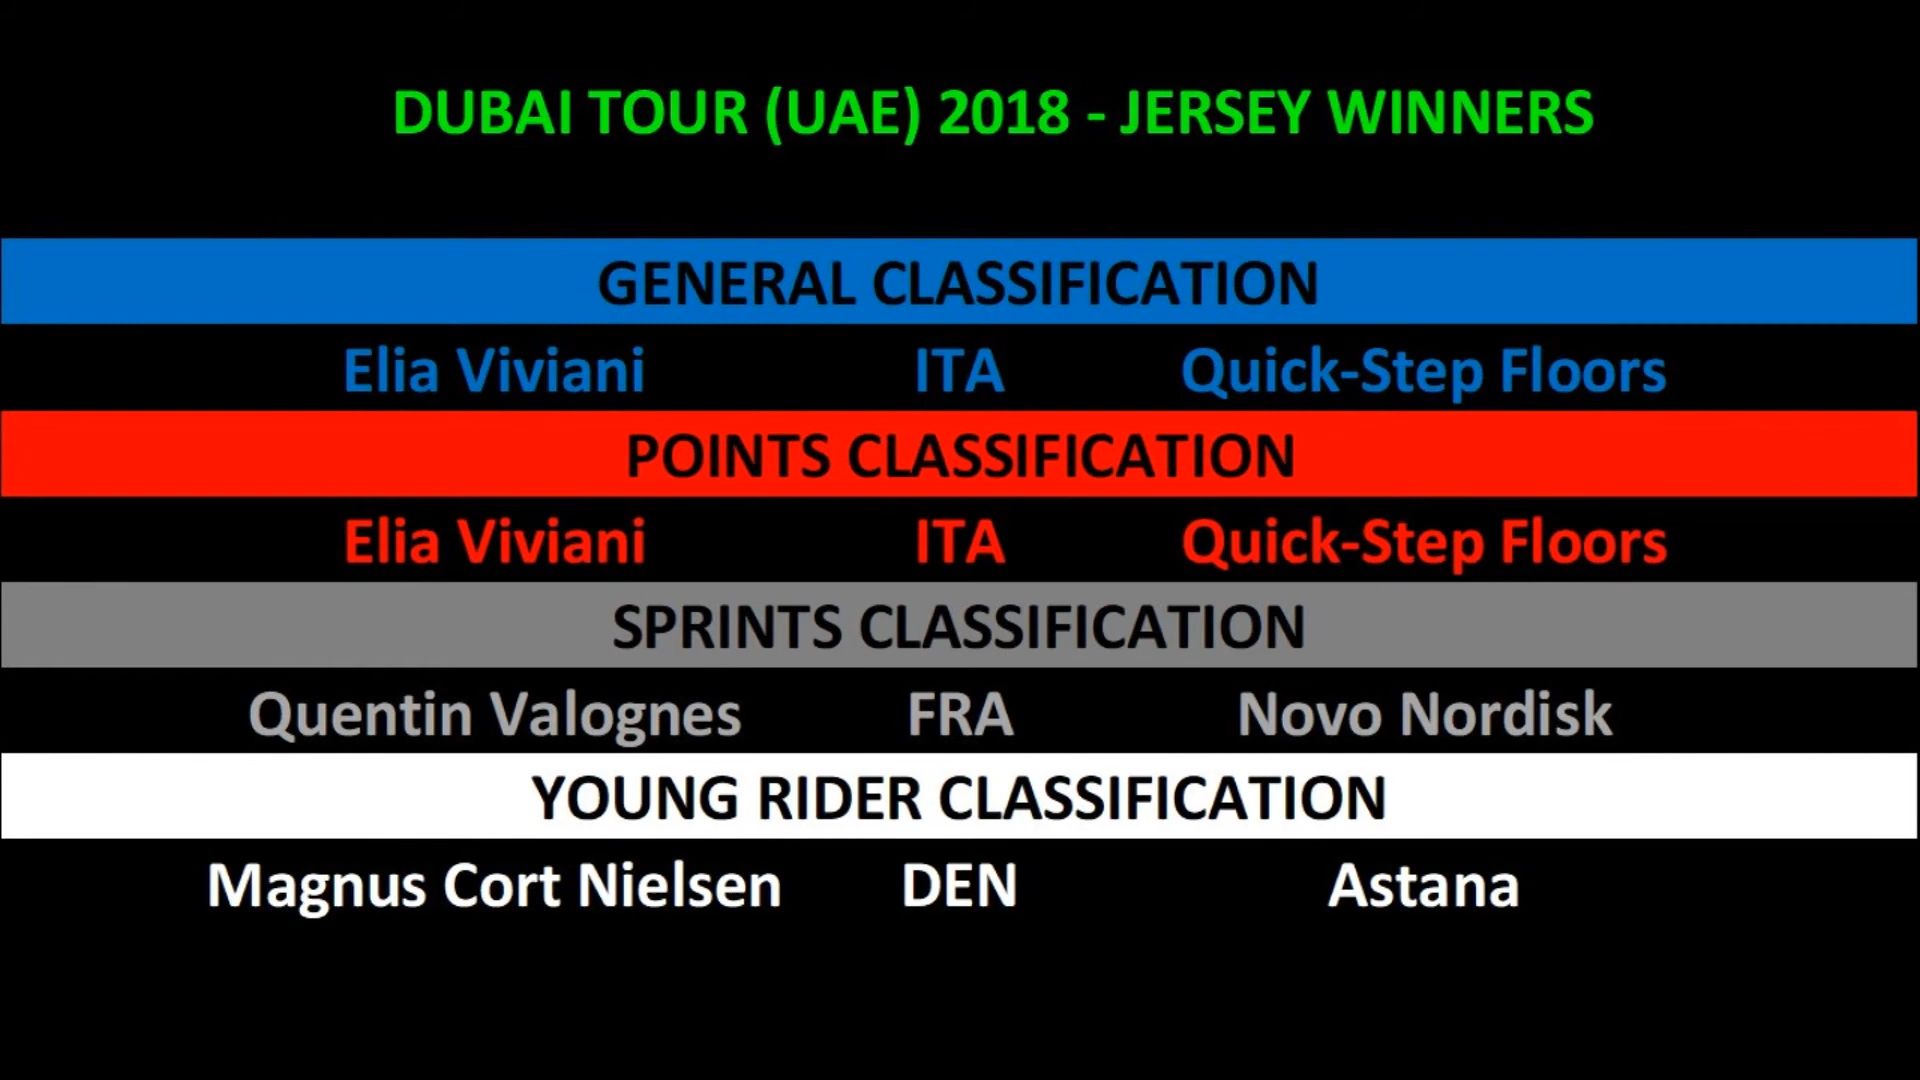 DUBAI TOUR (UAE) 2018 - JERSEY WINNERS
GENERAL CLASSIFICATION
Elia Viviani ITA Quick-Step Floors
POINTS CLASSIFICATION
Elia Viviani ITA Quick-Step Floors
SPRINTS CLASSIFICATION
Quentin Valognes FRA Novo Nordisk
YOUNG RIDER CLASSIFICATION
Magnus Cort Nielsen DEN Astana